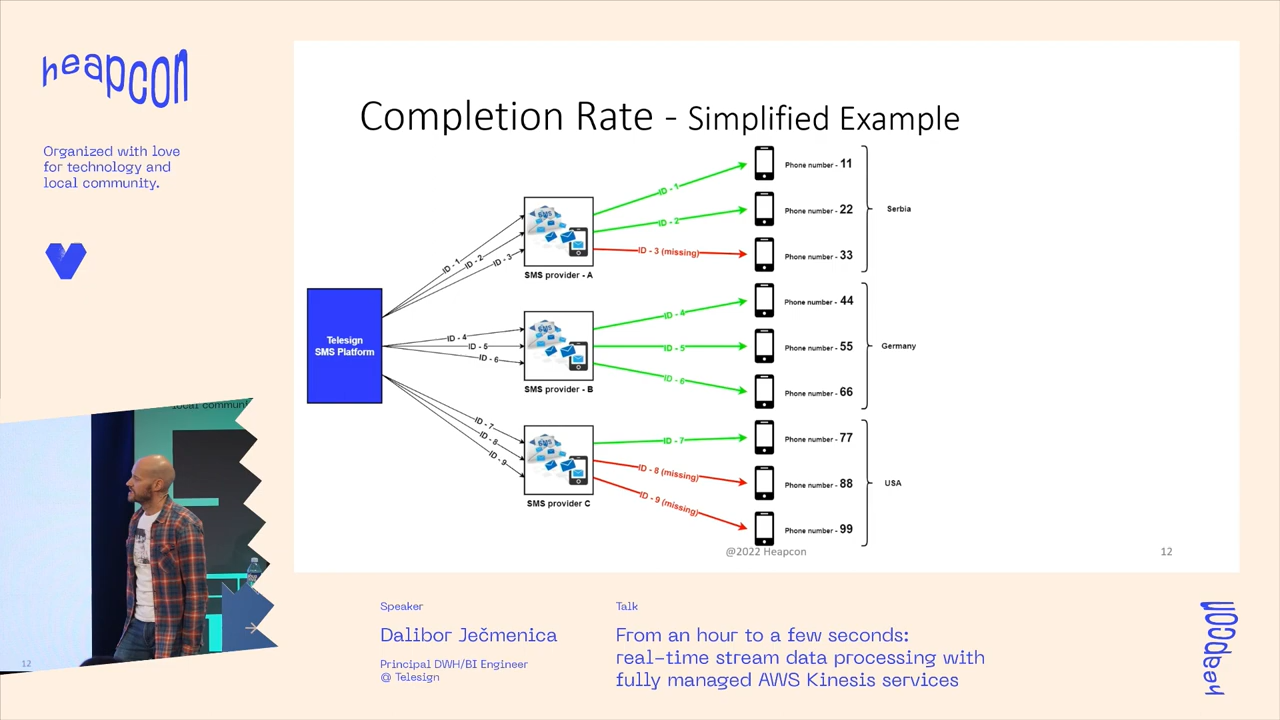 heapcon
Organized with love
for technology and
local community.
Completion Rate - Simplified Example
Telesign
SMS Platform
ID - 1
ID - 2
ID - 3
ID - 4
ID - 5
ID - 6
ID - 7
ID - 8
ID - 9
SMS
SMS provider - A
SMS
SMS provider - B
SMS
SMS provider C
ID - 1
ID - 2
ID - 3 (missing)
ID - 4
ID - 5
ID - 6
ID - 7
ID - 8 (missing)
ID - 9 (missing)
Phone number - 11
Phone number - 22
Phone number - 33
Serbia
Phone number - 44
Phone number - 55
Phone number - 66
Germany
Phone number - 77
Phone number - 88
Phone number - 99
USA
@2022 Heapcon
12
local communi
12
Speaker
Dalibor Ječmenica
Principal DWH/BI Engineer
@ Telesign
Talk
From an hour to a few seconds:
real-time stream data processing with
fully managed AWS Kinesis services
heapcon